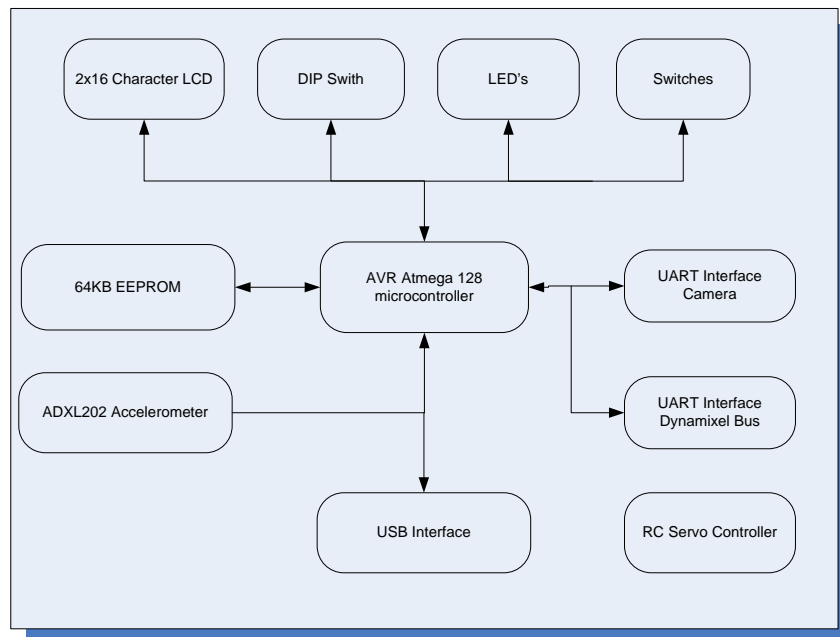 2x16 Character LCD
DIP Swith
LED's
Switches
64KB EEPROM
AVR Atmega 128
microcontroller
UART Interface
Camera
ADXL202 Accelerometer
UART Interface
Dynamixel Bus
USB Interface
RC Servo Controller